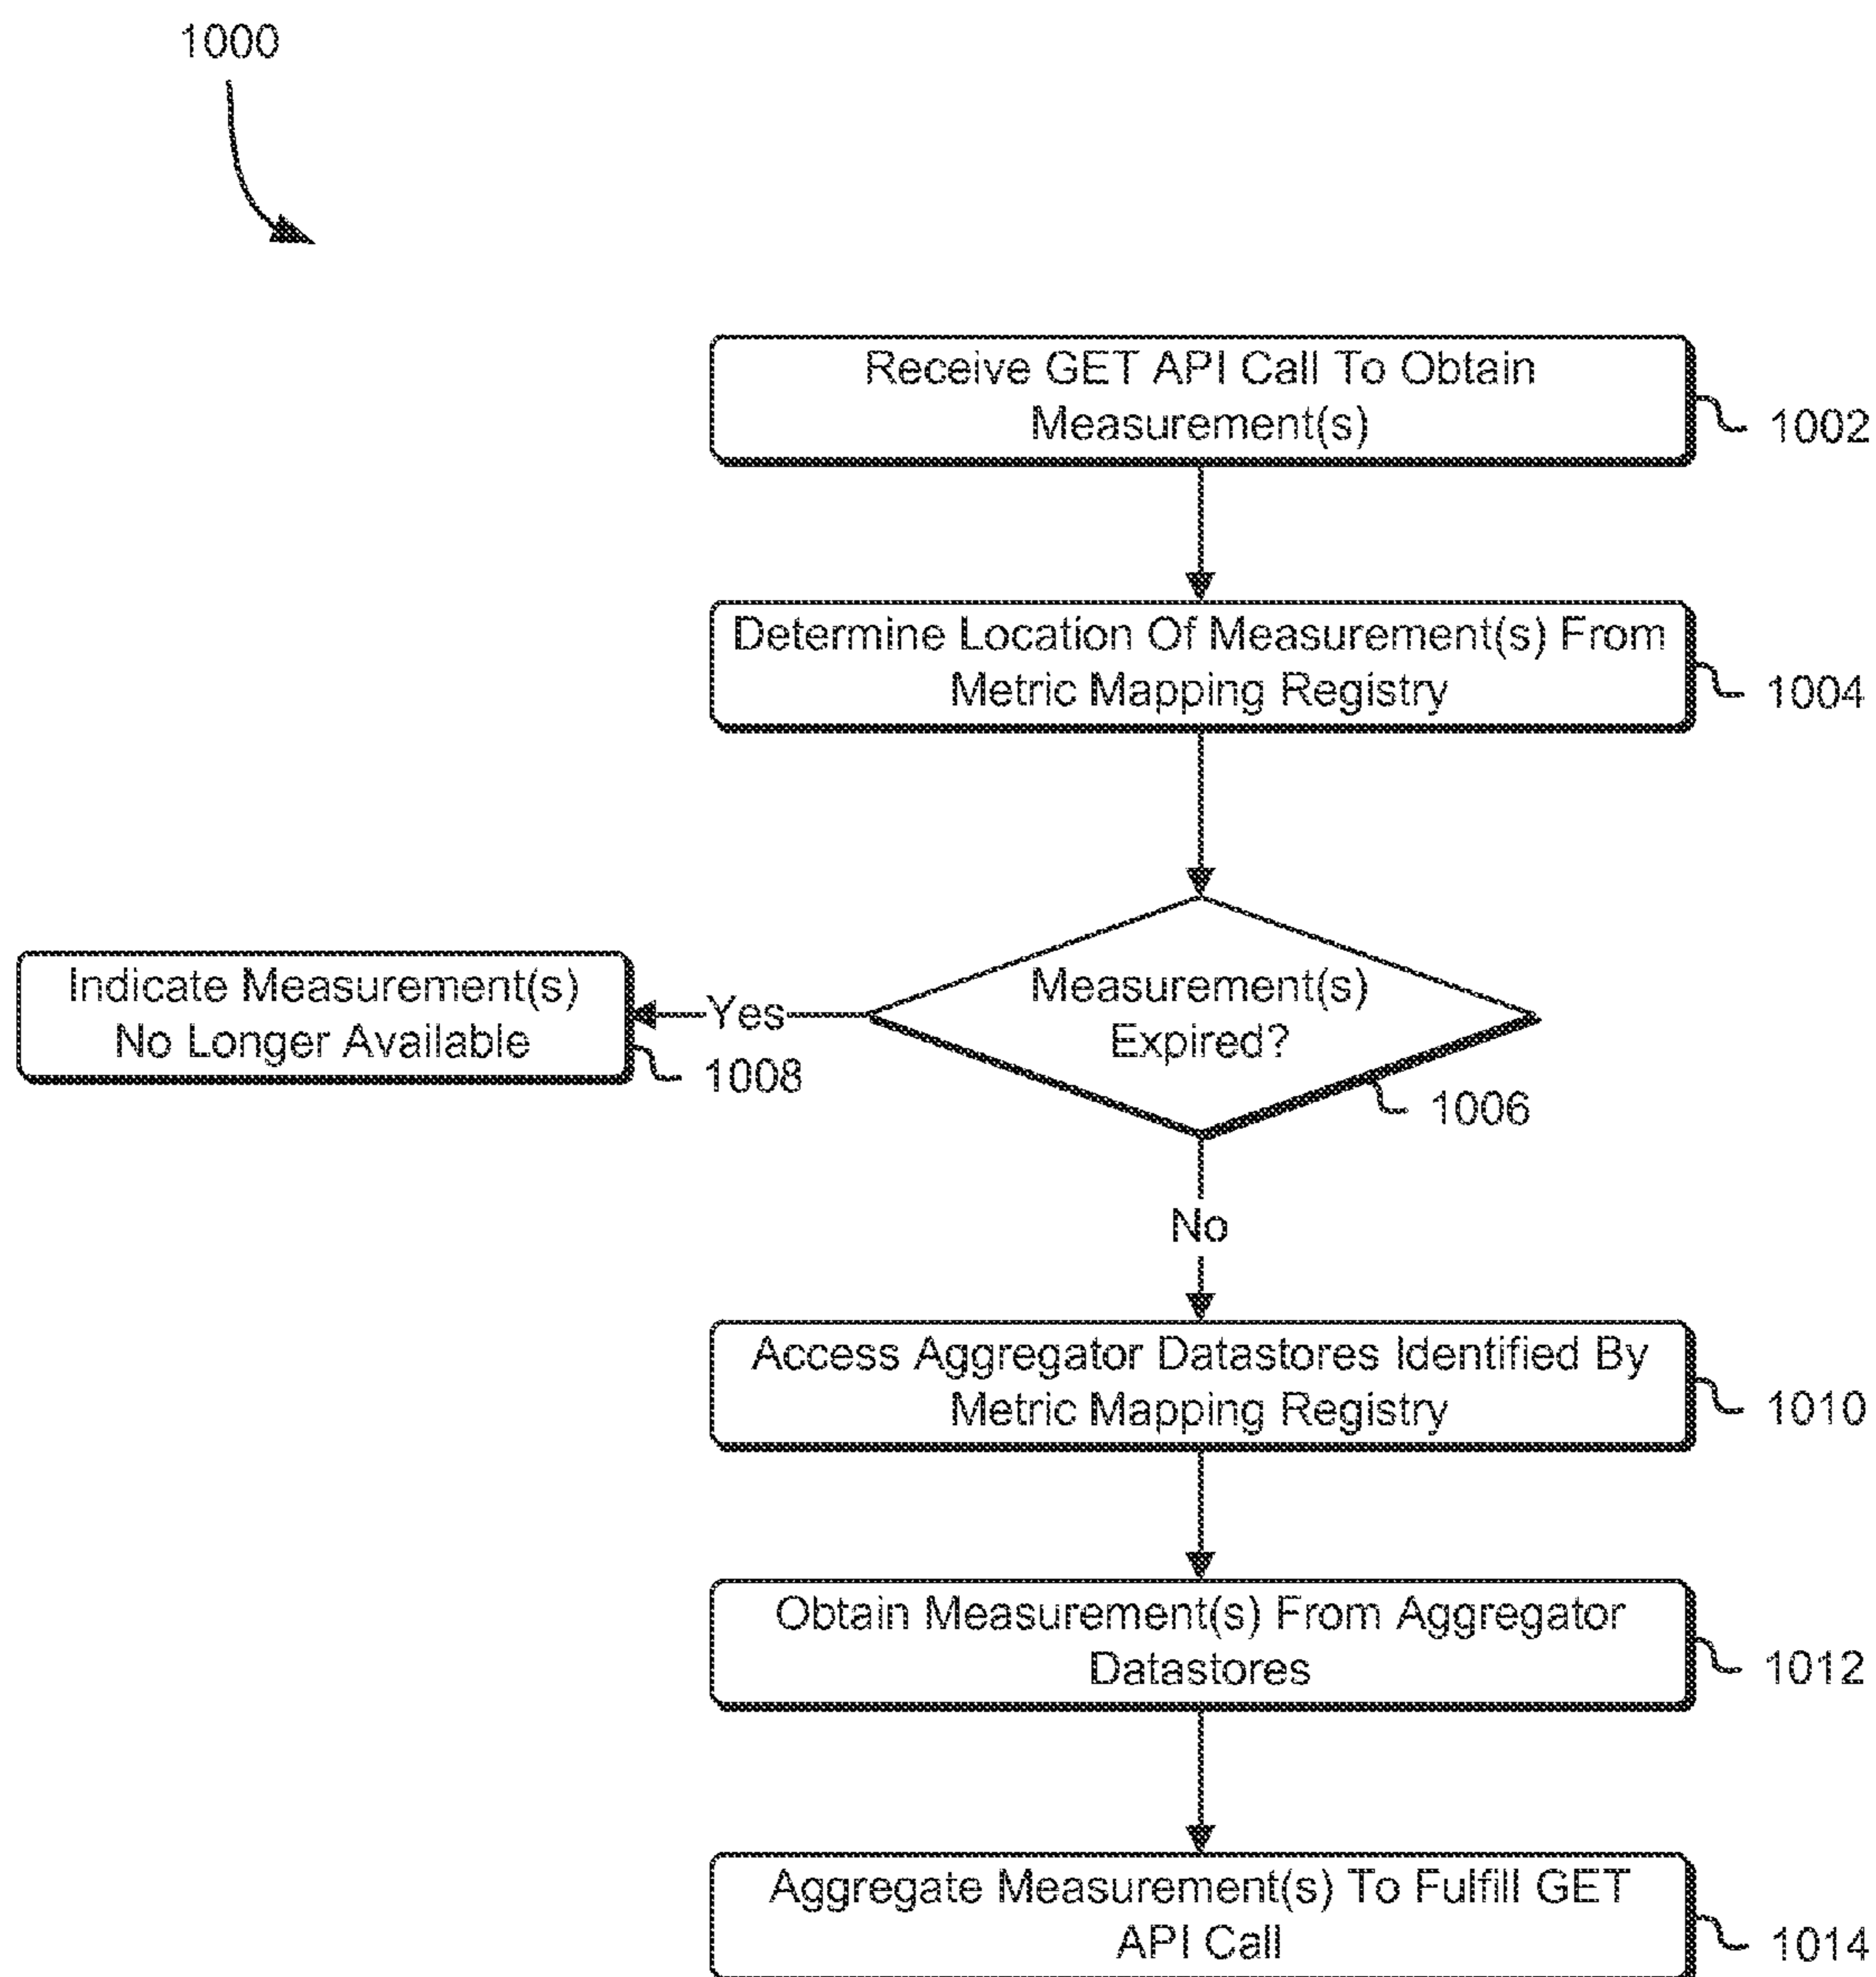 1000
Receive GET API Call To Obtain
Measurement(s)
1002
Determine Location Of Measurement(s) From
Metric Mapping Registry
1004
Measurement(s)
Expired?
1006
Yes
Indicate Measurement(s)
No Longer Available
1008
No
Access Aggregator Datastores Identified By
Metric Mapping Registry
1010
Obtain Measurement(s) From Aggregator
Datastores
1012
Aggregate Measurement(s) To Fulfill GET
API Call
1014